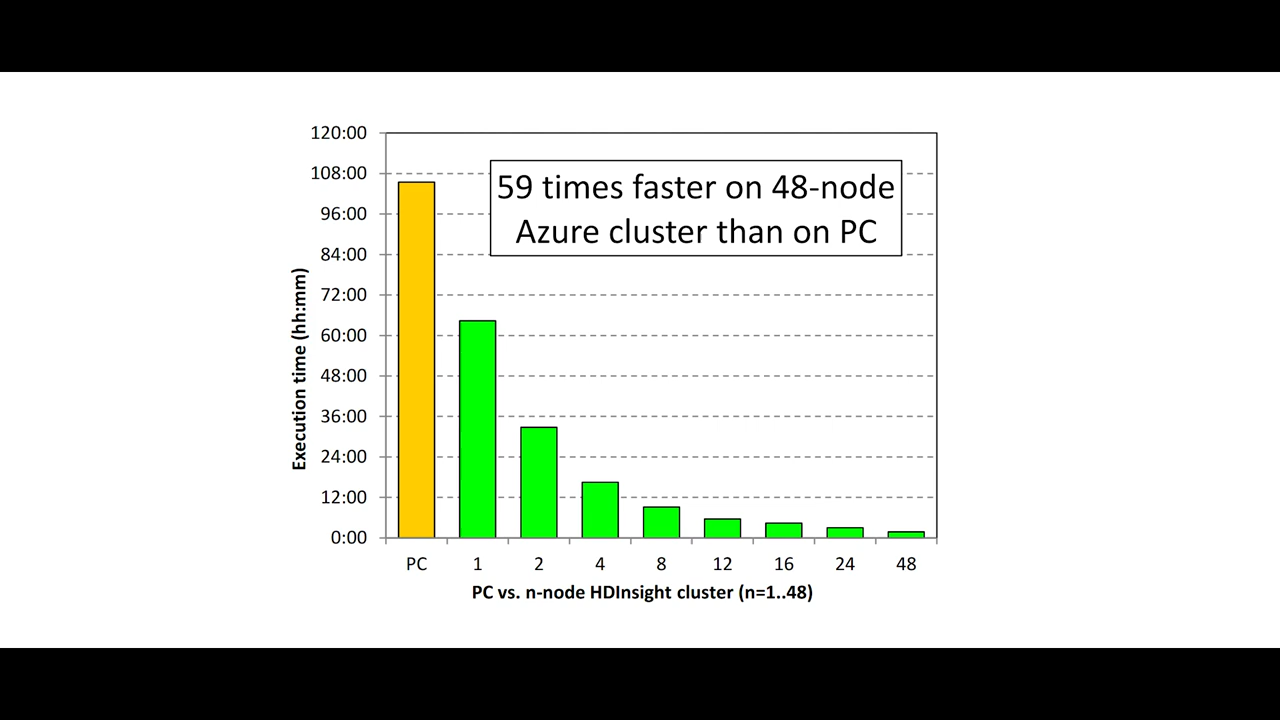 120:00
108:00
96:00
84:00
72:00
60:00
48:00
36:00
24:00
12:00
0:00
Execution time (hh:mm)
59 times faster on 48-node
Azure cluster than on PC
PC 1 2 4 8 12 16 24 48
PC vs. n-node HDInsight cluster (n=1..48)